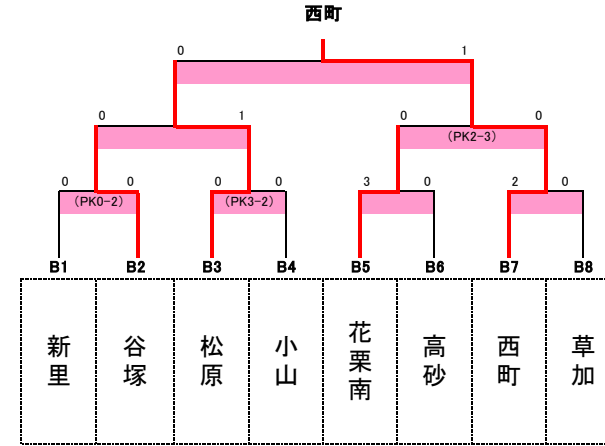 西町
0 1
0 1 0 0
(PK2-3)
0 0 0 0 3 0 2 0
(PK0-2) (PK3-2)
B1 B2 B3 B4 B5 B6 B7 B8
新里 谷塚 松原 小山 花栗南 高砂 西町 草加